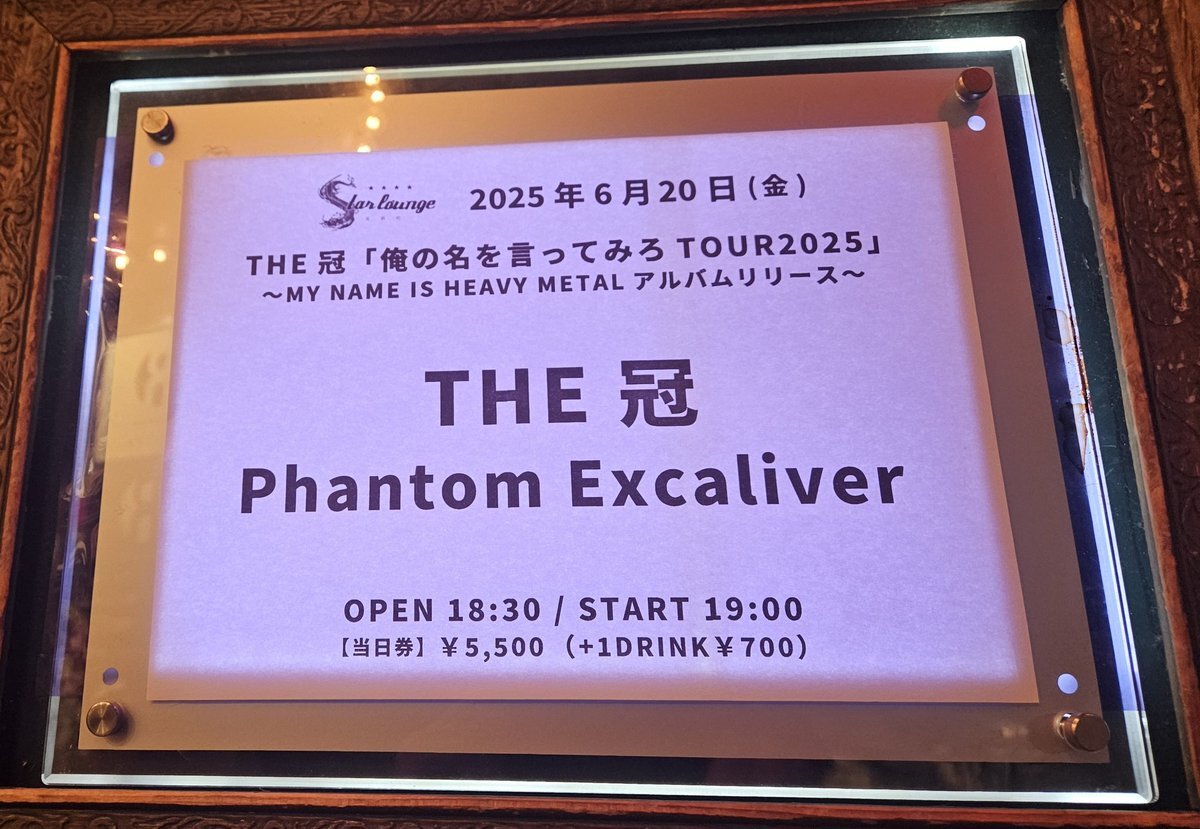 Star lounge
2025年6月20日(金)
THE 冠「俺の名を言ってみろ TOUR2025」
～MY NAME IS HEAVY METAL アルバムリリース～
THE 冠
Phantom Excaliver
OPEN 18:30 / START 19:00
【当日券】￥5,500（+1DRINK￥700）